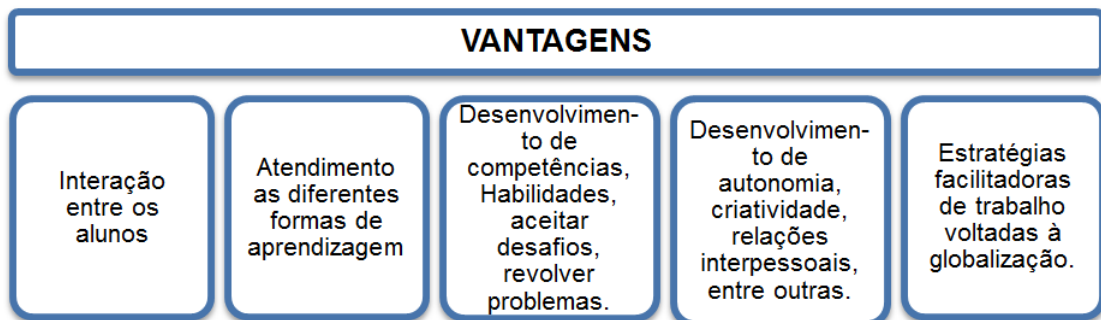 VANTAGENS
Interação
entre os
alunos
Atendimento
as diferentes
formas de
aprendizagem
Desenvolvimen-
to de
competências,
Habilidades,
aceitar
desafios,
revolver
problemas.
Desenvolvimen-
to de
autonomia,
criatividade,
relações
interpessoais,
entre outras.
Estratégias
facilitadoras
de trabalho
voltadas à
globalização.